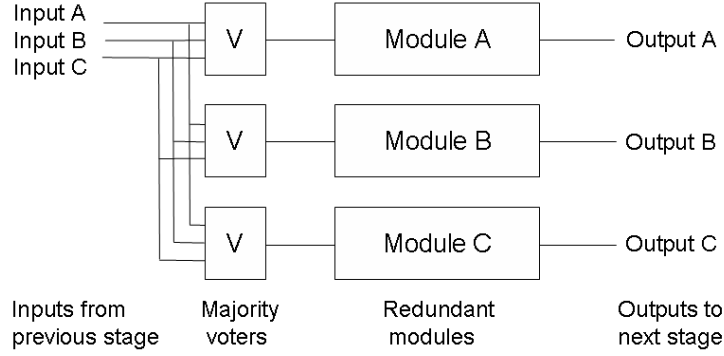 Input A
Input B
Input C
V
Module A
Output A
V
Module B
Output B
V
Module C
Output C
Inputs from
previous stage
Majority
voters
Redundant
modules
Outputs to
next stage